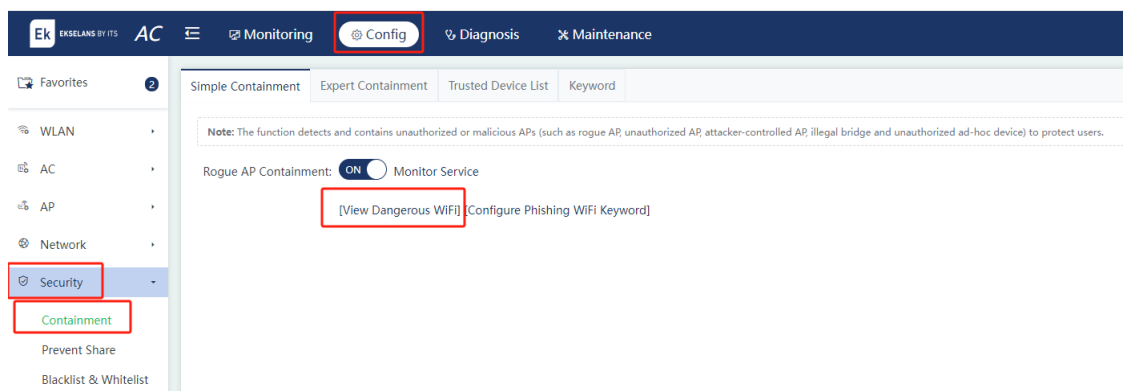 Ek EKSELANS BY ITS AC Monitoring Config Diagnosis Maintenance
Favorites 2
Simple Containment Expert Containment Trusted Device List Keyword
WLAN
Note: The function detects and contains unauthorized or malicious APs (such as rogue AP, unauthorized AP, attacker-controlled AP, illegal bridge and unauthorized ad-hoc device) to protect users.
AC
Rogue AP Containment: ON Monitor Service
AP
[View Dangerous WiFi] [Configure Phishing WiFi Keyword]
Network
Security
Containment
Prevent Share
Blacklist & Whitelist